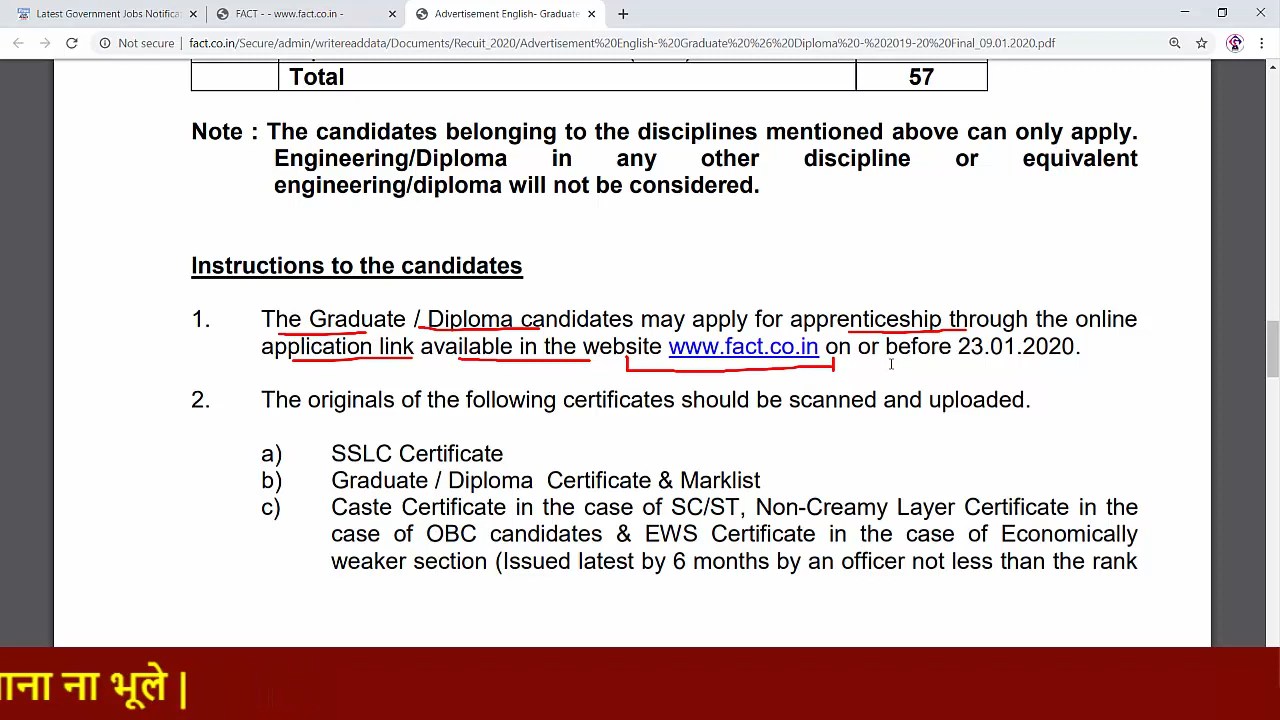 Latest Government Jobs Notifica
FACT - - www.fact.co.in -
Advertisement English- Graduate
Not secure | fact.co.in/Secure/admin/writereaddata/Documents/Recuit_2020/Advertisement%20English-%20Graduate%20%26%20Diploma%20-%202019-20%20Final_09.01.2020.pdf
Total 57
Note : The candidates belonging to the disciplines mentioned above can only apply.
Engineering/Diploma in any other discipline or equivalent
engineering/diploma will not be considered.
Instructions to the candidates
1. The Graduate / Diploma candidates may apply for apprenticeship through the online
application link available in the website www.fact.co.in on or before 23.01.2020.
2. The originals of the following certificates should be scanned and uploaded.
a) SSLC Certificate
b) Graduate / Diploma Certificate & Marklist
c) Caste Certificate in the case of SC/ST, Non-Creamy Layer Certificate in the
case of OBC candidates & EWS Certificate in the case of Economically
weaker section (Issued latest by 6 months by an officer not less than the rank
ना भूले |